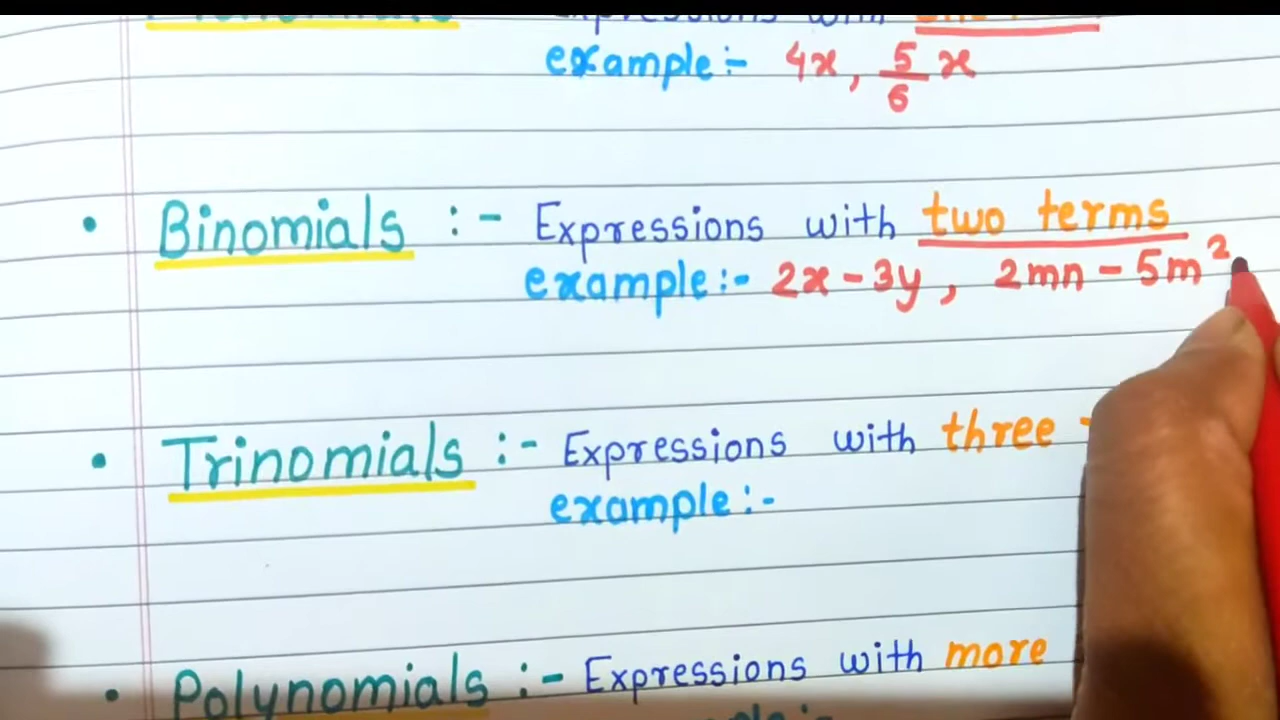 example:- 4x, 5/6 x
• Binomials :- Expressions with two terms
example:- 2x - 3y, 2mn - 5m²
• Trinomials :- Expressions with three
example:-
• Polynomials :- Expressions with more